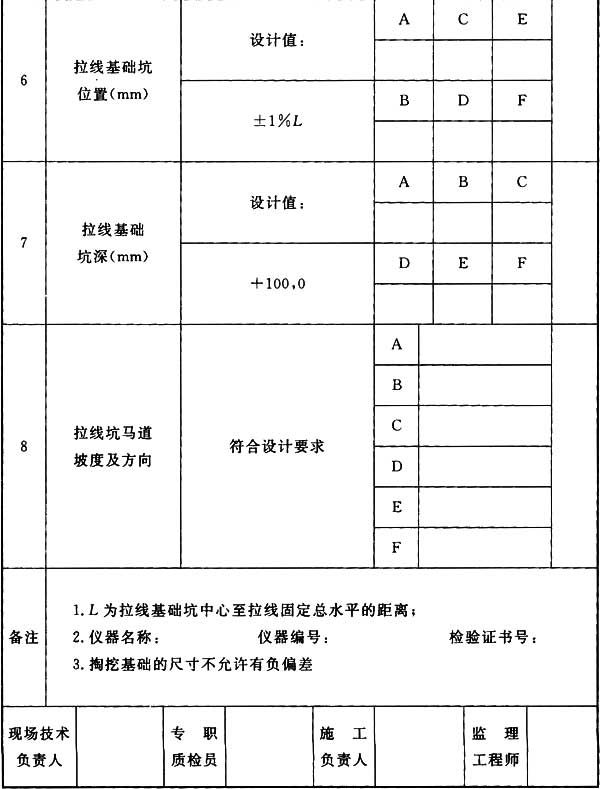 6
拉线基础坑
位置(mm)
设计值：
A C E
±1%L
B D F
7
拉线基础
坑深(mm)
设计值：
A B C
+100,0
D E F
8
拉线坑马道
坡度及方向
符合设计要求
A
B
C
D
E
F
备注
1.L 为拉线基础坑中心至拉线固定总水平的距离；
2.仪器名称： 仪器编号： 检验证书号：
3.掏挖基础的尺寸不允许有负偏差
现场技术
负责人
专 职
质检员
施 工
负责人
监 理
工程师